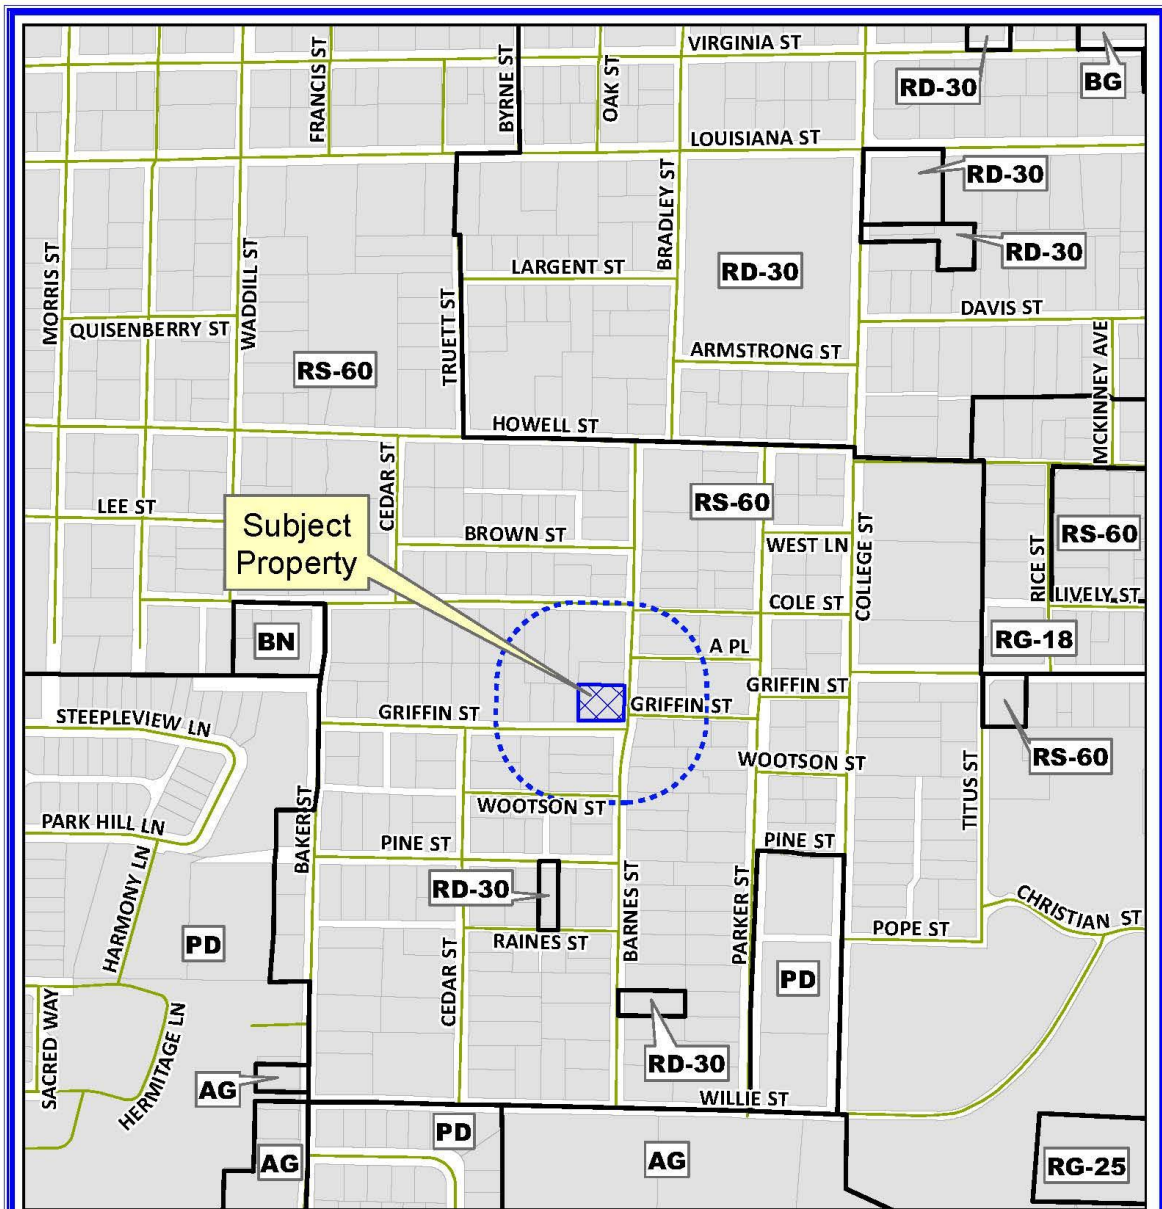 VIRGINIA ST
FRANCIS ST
BYRNE ST
OAK ST
RD-30
BG
LOUISIANA ST
RD-30
BRADLEY ST
MORRIS ST
WADDILL ST
LARGENT ST
RD-30
RD-30
TRUETT ST
DAVIS ST
QUISENBERRY ST
RS-60
ARMSTRONG ST
MCKINNEY AVE
HOWELL ST
CEDAR ST
RS-60
LEE ST
Subject
Property
BROWN ST
WEST LN
COLLEGE ST
RICE ST
RS-60
LIVELY ST
COLE ST
BN
A PL
RG-18
GRIFFIN ST
GRIFFIN ST
GRIFFIN ST
STEEPLEVIEW LN
WOOTSON ST
RS-60
TITUS ST
WOOTSON ST
BAKER ST
PARK HILL LN
PINE ST
PINE ST
HARMONY LN
RD-30
BARNES ST
PARKER ST
CHRISTIAN ST
PD
RAINES ST
POPE ST
CEDAR ST
PD
SACRED WAY
HERMITAGE LN
AG
RD-30
WILLIE ST
PD
AG
AG
RG-25